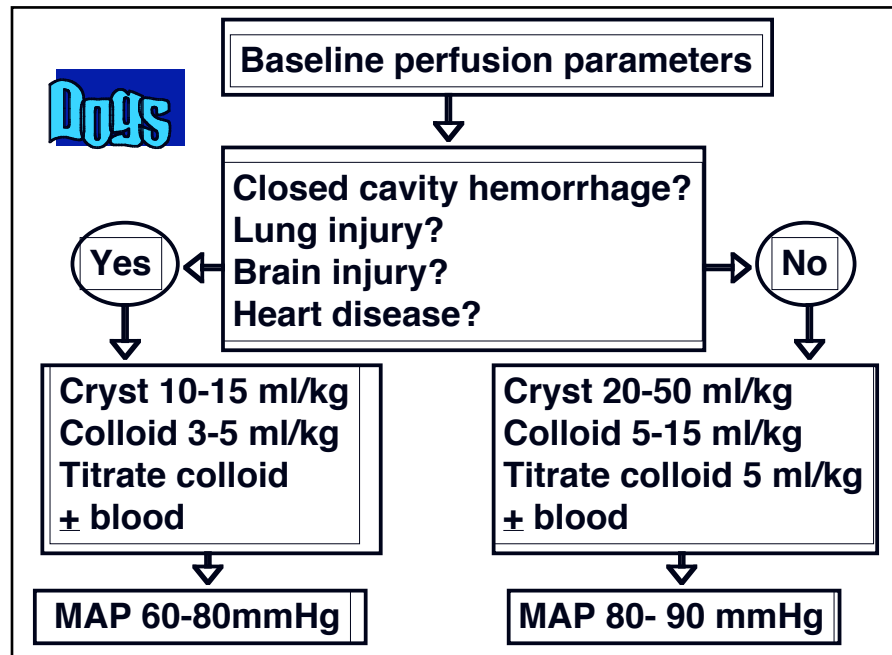 Baseline perfusion parameters
Dogs
Closed cavity hemorrhage?
Lung injury?
Brain injury?
Heart disease?
Yes
No
Cryst 10-15 ml/kg
Colloid 3-5 ml/kg
Titrate colloid
+ blood
Cryst 20-50 ml/kg
Colloid 5-15 ml/kg
Titrate colloid 5 ml/kg
+ blood
MAP 60-80mmHg
MAP 80- 90 mmHg